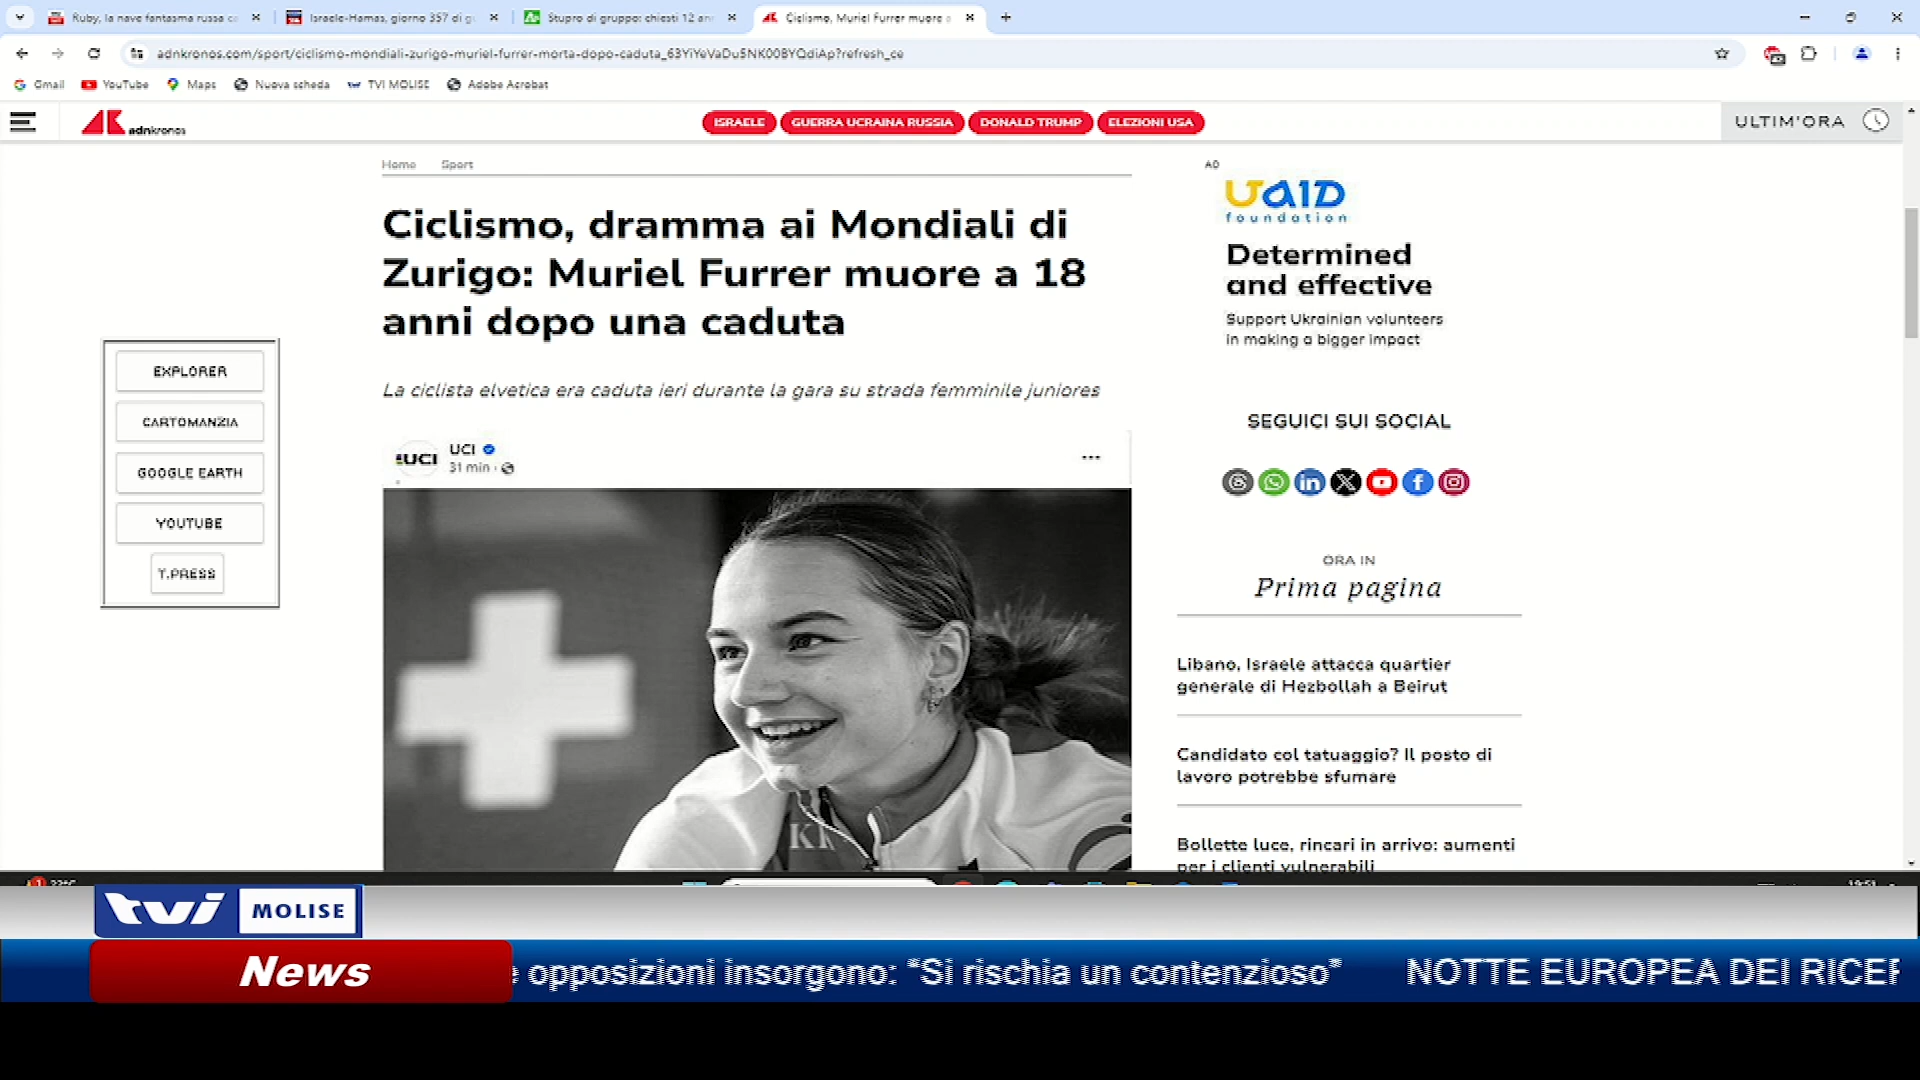 Ruby, la nave fantasma russa c
Israele-Hamas, giorno 357 di g
Stupro di gruppo: chiesti 12 an
Ciclismo, Muriel Furrer muore
adnkronos.com/sport/ciclismo-mondiali-zurigo-muriel-furrer-morta-dopo-caduta_63YiYeVaDu5NK00BYQdiAp?refresh_ce
Gmail YouTube Maps Nuova scheda TVI MOLISE Adobe Acrobat
adnkronos
ISRAELE GUERRA UCRAINA RUSSIA DONALD TRUMP ELEZIONI USA
ULTIM'ORA
Home Sport
Ciclismo, dramma ai Mondiali di
Zurigo: Muriel Furrer muore a 18
anni dopo una caduta
La ciclista elvetica era caduta ieri durante la gara su strada femminile juniores
UCI
UCI
31 min
EXPLORER
CARTOMANZIA
GOOGLE EARTH
YOUTUBE
T.PRESS
AD
UAID
foundation
Determined
and effective
Support Ukrainian volunteers
in making a bigger impact
SEGUICI SUI SOCIAL
ORA IN
Prima pagina
Libano, Israele attacca quartier
generale di Hezbollah a Beirut
Candidato col tatuaggio? Il posto di
lavoro potrebbe sfumare
Bollette luce, rincari in arrivo: aumenti
per i clienti vulnerabili
tvi MOLISE
News
e opposizioni insorgono: “Si rischia un contenzioso” NOTTE EUROPEA DEI RICER